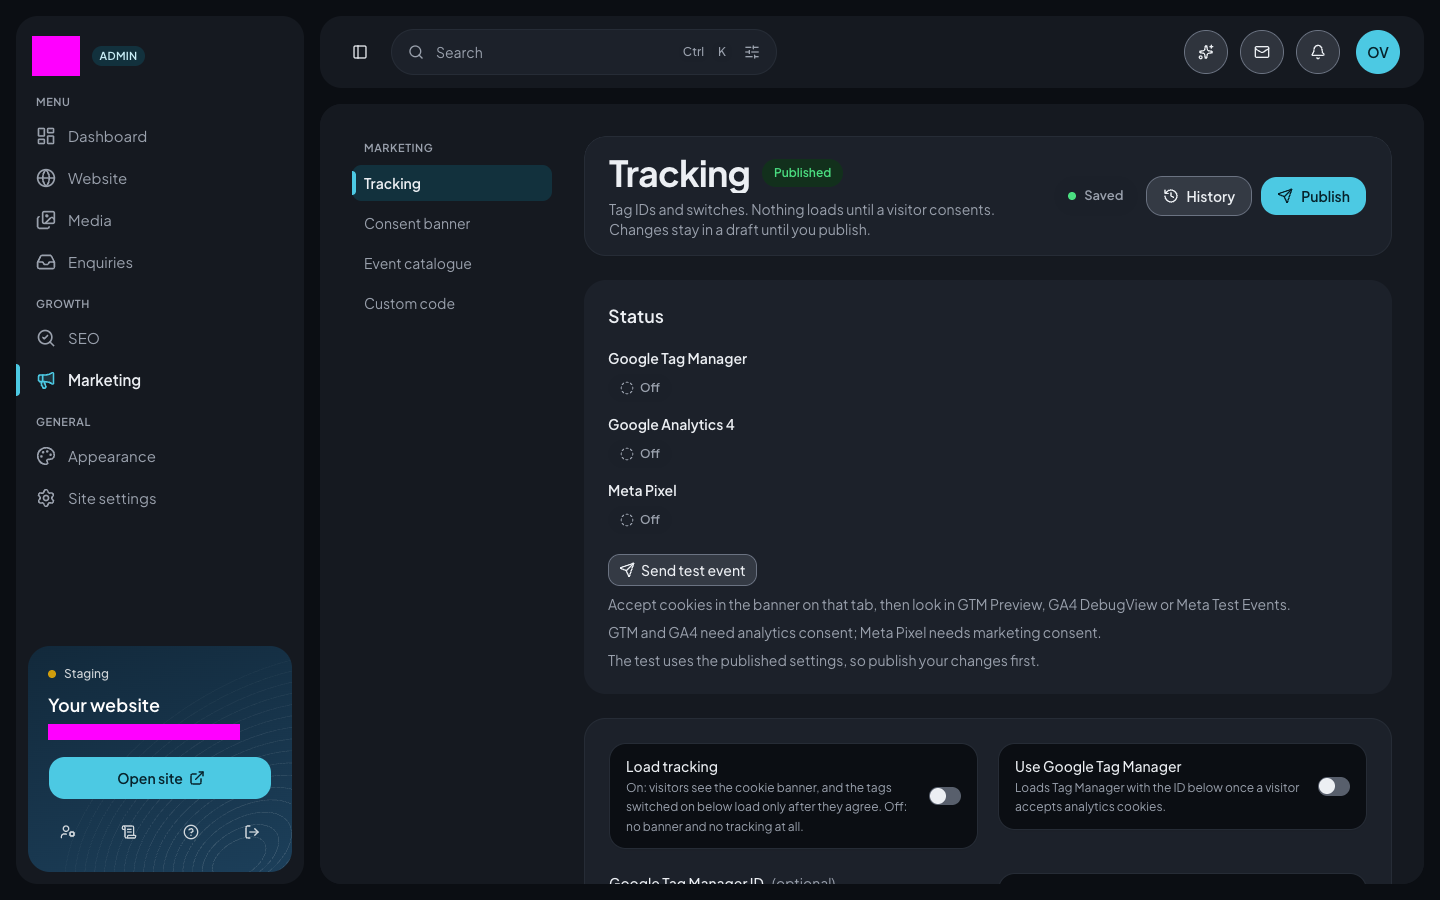 ADMIN
MENU
Dashboard
Website
Media
Enquiries
GROWTH
SEO
Marketing
GENERAL
Appearance
Site settings
Staging
Your website
Open site
Search
Ctrl K
OV
MARKETING
Tracking
Consent banner
Event catalogue
Custom code
Tracking
Published
Tag IDs and switches. Nothing loads until a visitor consents.
Changes stay in a draft until you publish.
Saved
History
Publish
Status
Google Tag Manager
Off
Google Analytics 4
Off
Meta Pixel
Off
Send test event
Accept cookies in the banner on that tab, then look in GTM Preview, GA4 DebugView or Meta Test Events.
GTM and GA4 need analytics consent; Meta Pixel needs marketing consent.
The test uses the published settings, so publish your changes first.
Load tracking
On: visitors see the cookie banner, and the tags
switched on below load only after they agree. Off:
no banner and no tracking at all.
Use Google Tag Manager
Loads Tag Manager with the ID below once a visitor
accepts analytics cookies.
Google Tag Manager ID (optional)